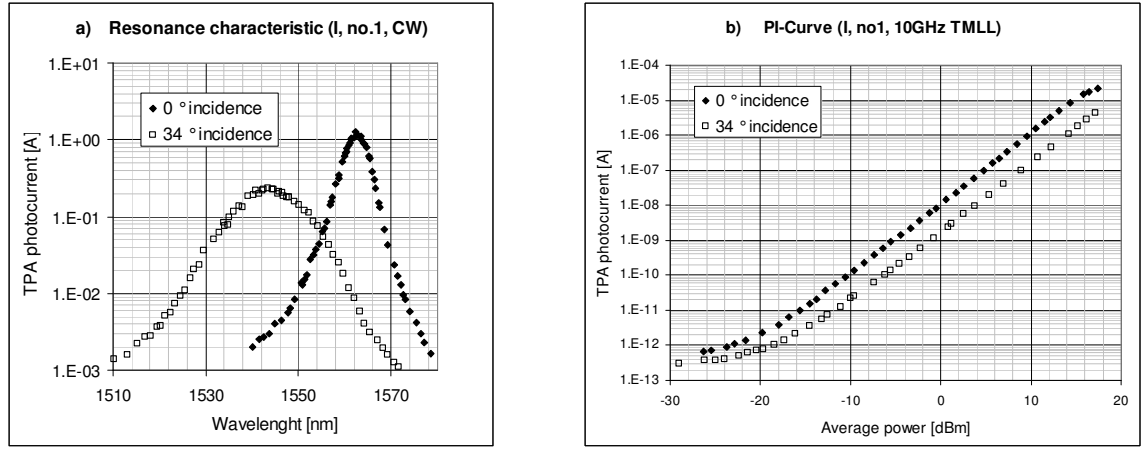 a) Resonance characteristic (I, no.1, CW)
1.E+01
1.E+00
1.E-01
1.E-02
1.E-03
TPA photocurrent [A]
0 °incidence
34 °incidence
1510 1530 1550 1570
Wavelenght [nm]
b) PI-Curve (I, no1, 10GHz TMLL)
1.E-04
1.E-05
1.E-06
1.E-07
1.E-08
1.E-09
1.E-10
1.E-11
1.E-12
1.E-13
TPA photocurrent [A]
0 °incidence
34 °incidence
-30 -20 -10 0 10 20
Average power [dBm]